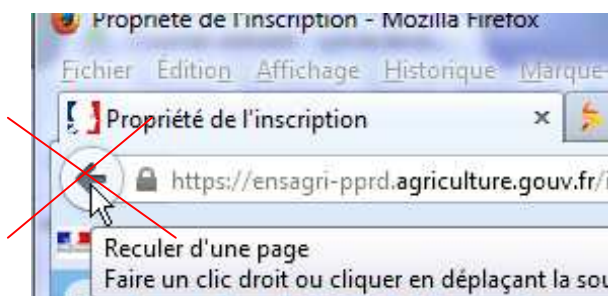 Propriété de l'inscription - Mozilla Firefox
Fichier Édition Affichage Historique Marque-
Propriété de l'inscription ×
https://ensagri-pprd.agriculture.gouv.fr/i
Reculer d'une page
Faire un clic droit ou cliquer en déplaçant la sou